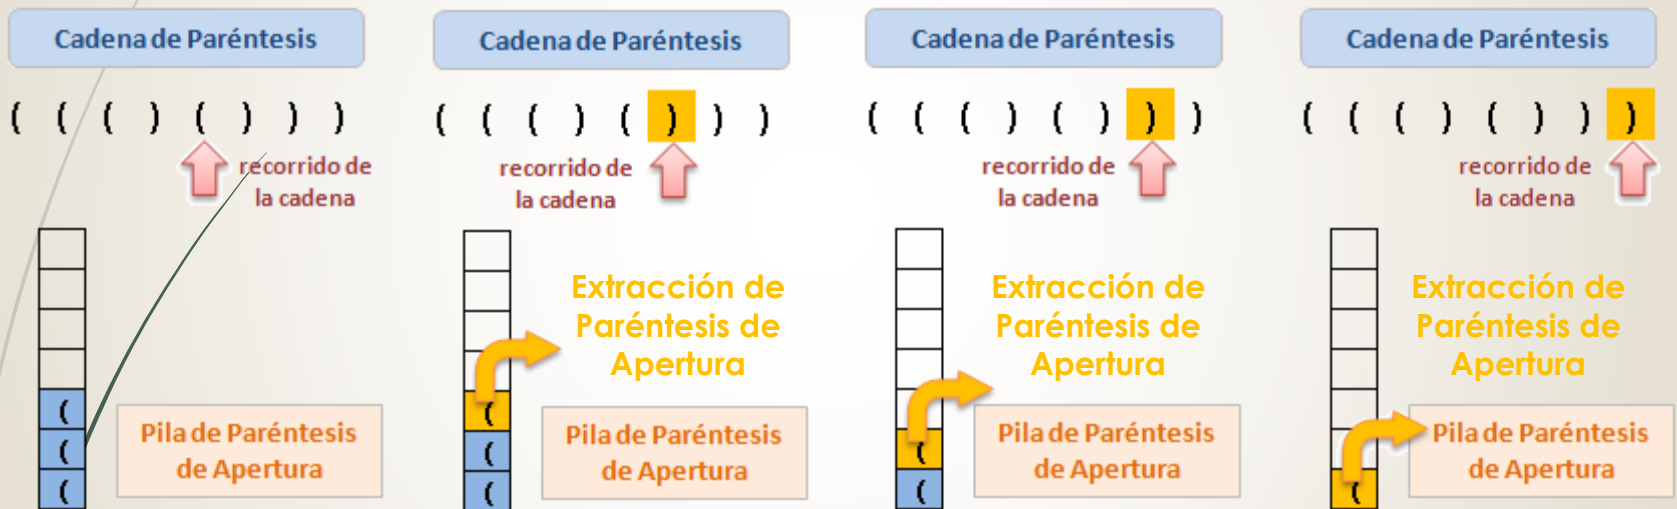 Cadena de Paréntesis
( ( ( ) ( ) ) )
recorrido de
la cadena
(
(
(
Pila de Paréntesis
de Apertura
Cadena de Paréntesis
( ( ( ) ( ) ) )
recorrido de
la cadena
Extracción de
Paréntesis de
Apertura
(
(
(
Pila de Paréntesis
de Apertura
Cadena de Paréntesis
( ( ( ) ( ) ) )
recorrido de
la cadena
Extracción de
Paréntesis de
Apertura
(
(
Pila de Paréntesis
de Apertura
Cadena de Paréntesis
( ( ( ) ( ) ) )
recorrido de
la cadena
Extracción de
Paréntesis de
Apertura
(
Pila de Paréntesis
de Apertura